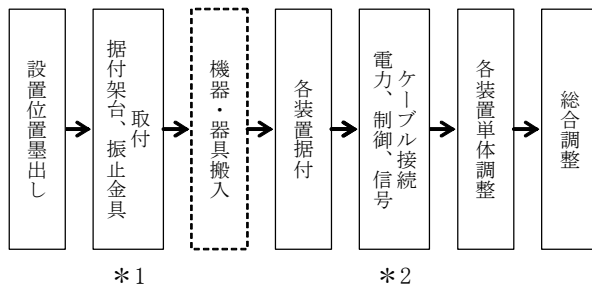 設置位置墨出し
据付架台、振止金具
取付
機器・器具搬入
各装置据付
電力、制御、信号
ケーブル接続
各装置単体調整
総合調整
＊1
＊2